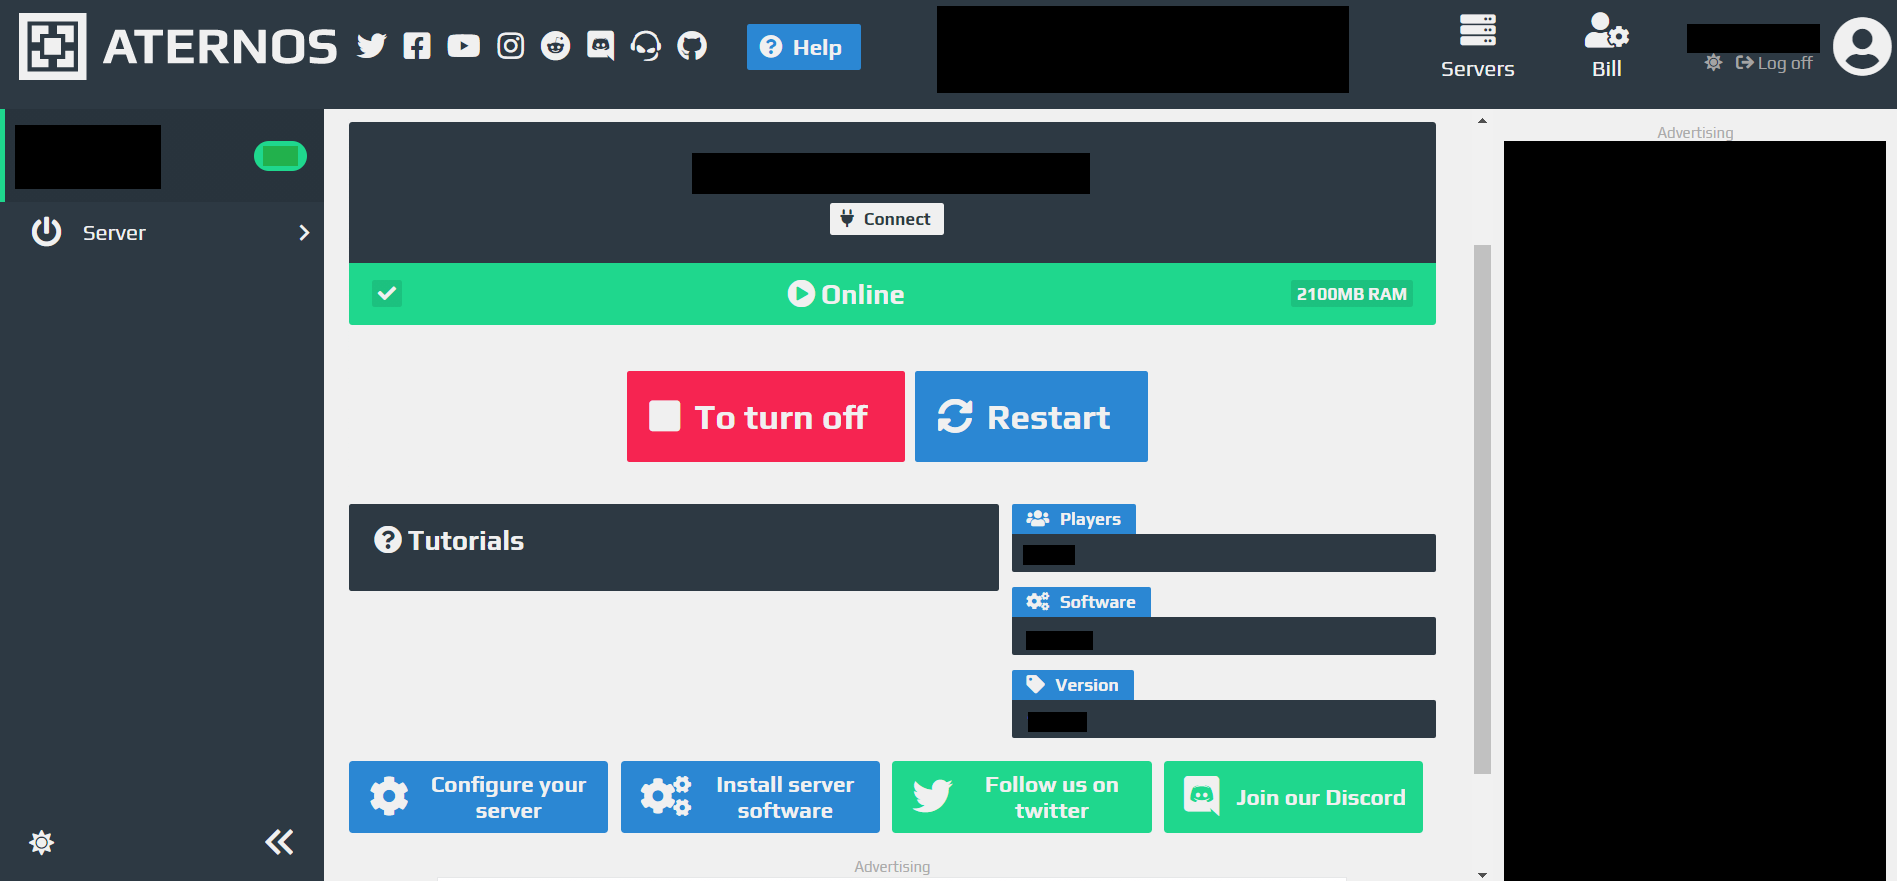 ATERNOS
Help
Servers
Bill
Log off
Server
Connect
Online
2100MB RAM
To turn off
Restart
Tutorials
Players
Software
Version
Configure your
server
Install server
software
Follow us on
twitter
Join our Discord
Advertising
Advertising